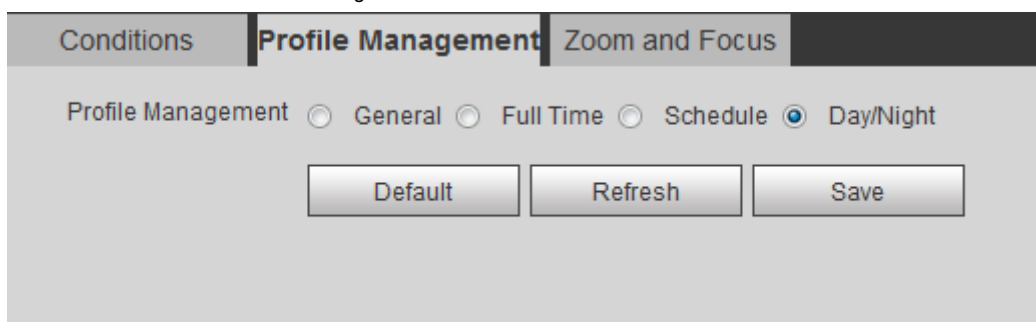 Conditions Profile Management Zoom and Focus
Profile Management General Full Time Schedule Day/Night
Default Refresh Save